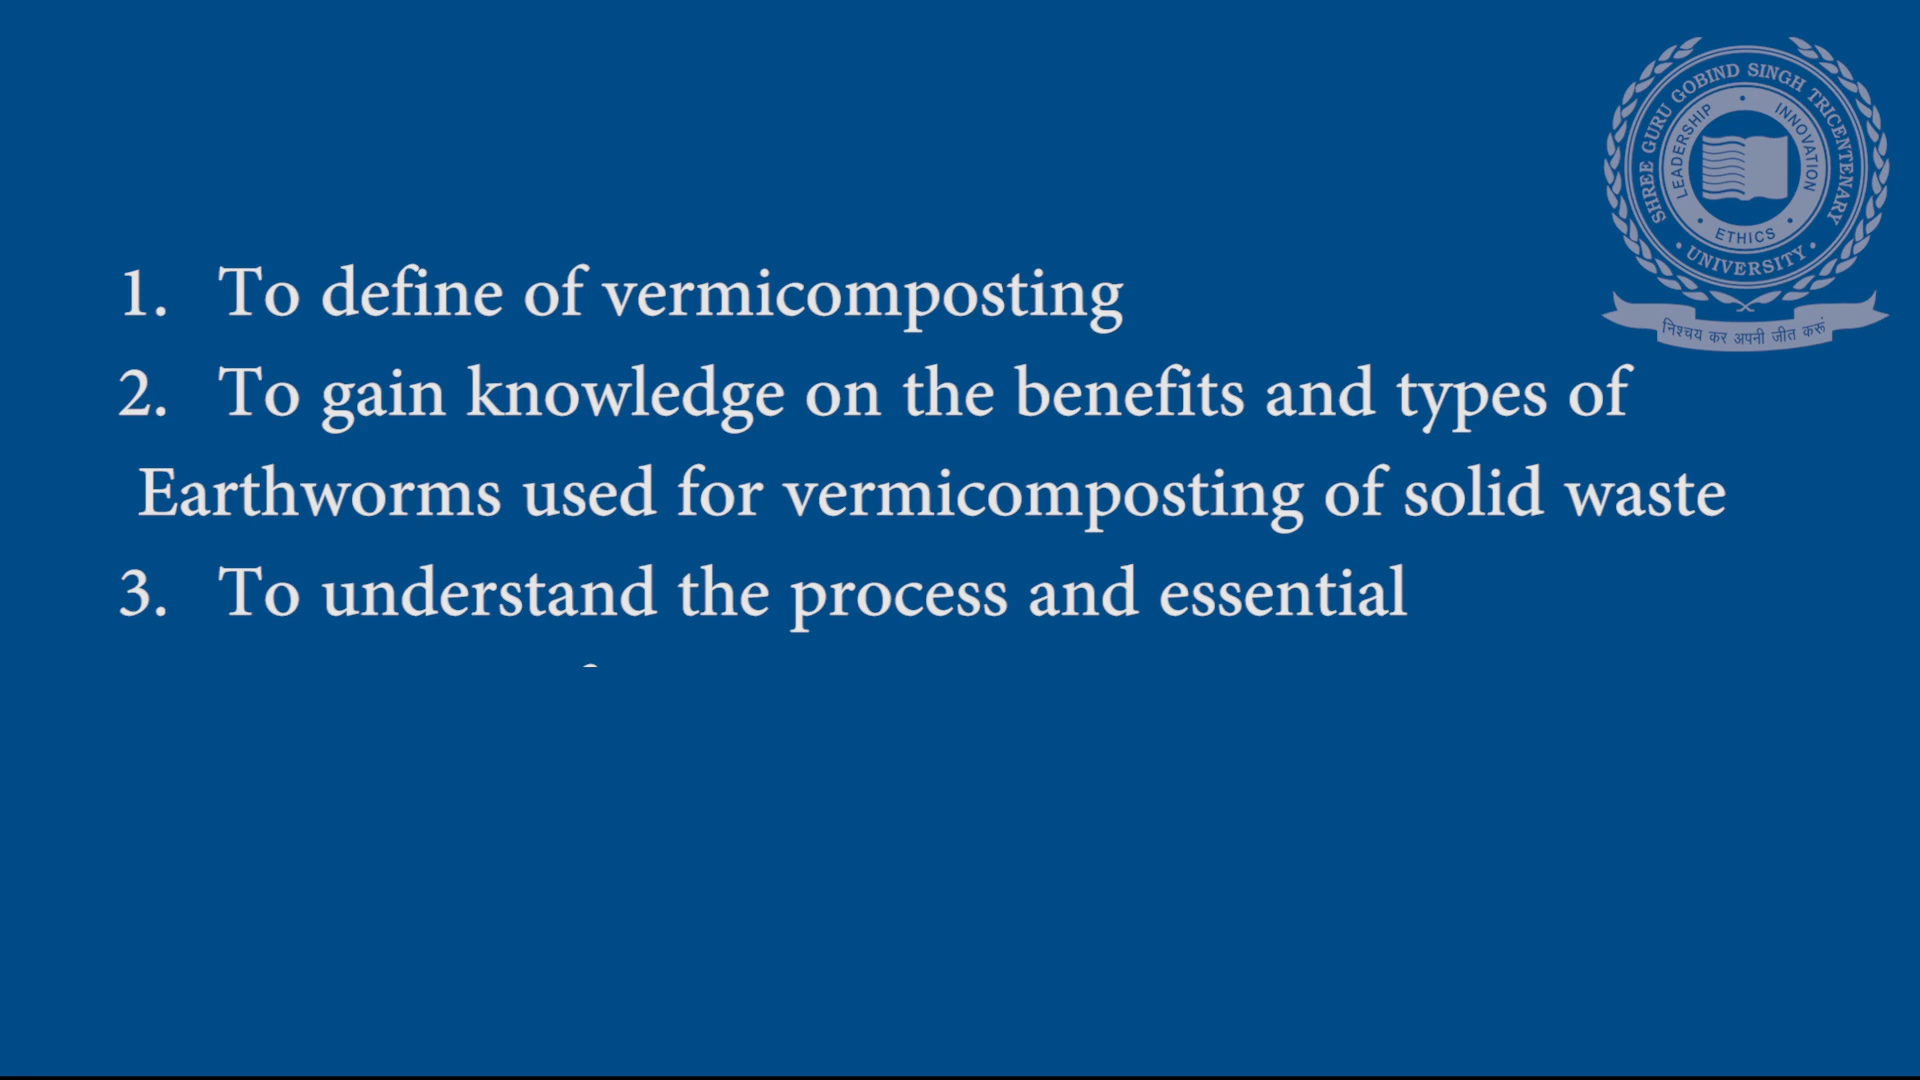 SHREE GURU GOBIND SINGH TRICENTENARY
LEADERSHIP • INNOVATION
• ETHICS •
• UNIVERSITY •
निश्चय कर अपनी जीत करूं
1. To define of vermicomposting
2. To gain knowledge on the benefits and types of
Earthworms used for vermicomposting of solid waste
3. To understand the process and essential